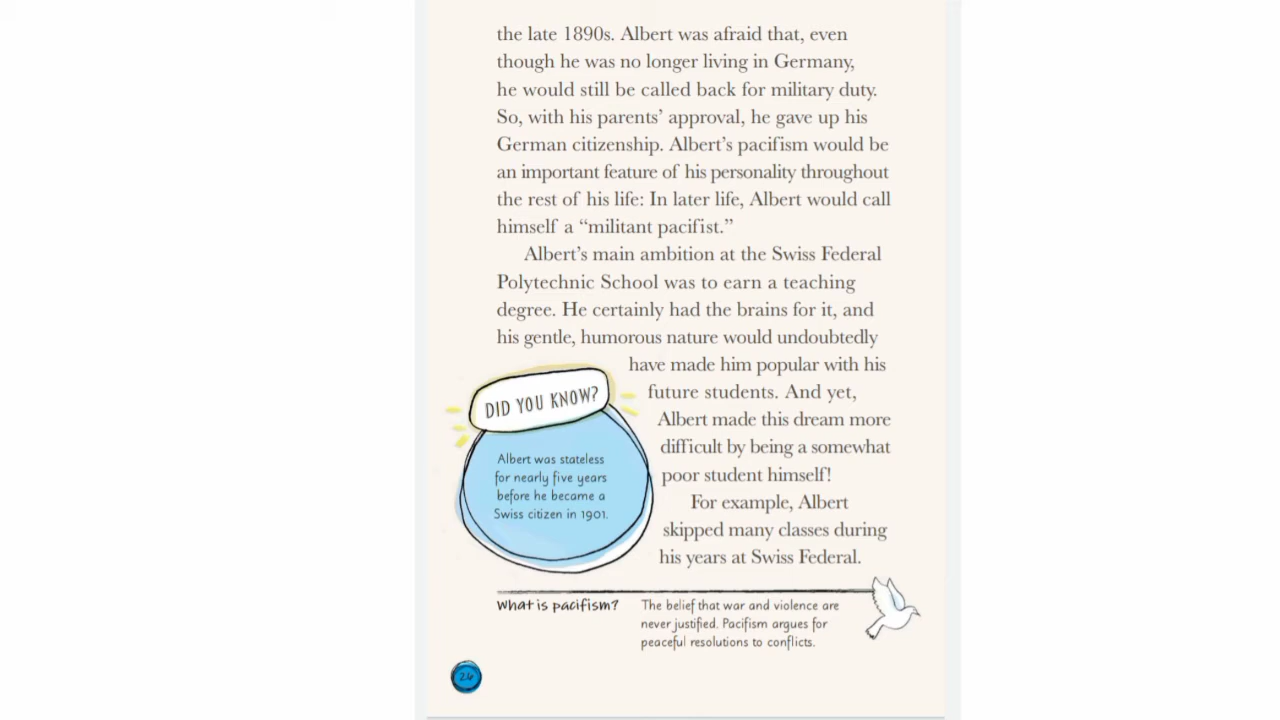 the late 1890s. Albert was afraid that, even
though he was no longer living in Germany,
he would still be called back for military duty.
So, with his parents’ approval, he gave up his
German citizenship. Albert’s pacifism would be
an important feature of his personality throughout
the rest of his life: In later life, Albert would call
himself a “militant pacifist.”
Albert’s main ambition at the Swiss Federal
Polytechnic School was to earn a teaching
degree. He certainly had the brains for it, and
his gentle, humorous nature would undoubtedly
have made him popular with his
future students. And yet,
Albert made this dream more
difficult by being a somewhat
poor student himself!
For example, Albert
skipped many classes during
his years at Swiss Federal.
DID YOU KNOW?
Albert was stateless
for nearly five years
before he became a
Swiss citizen in 1901.
What is pacifism?
The belief that war and violence are
never justified. Pacifism argues for
peaceful resolutions to conflicts.
26